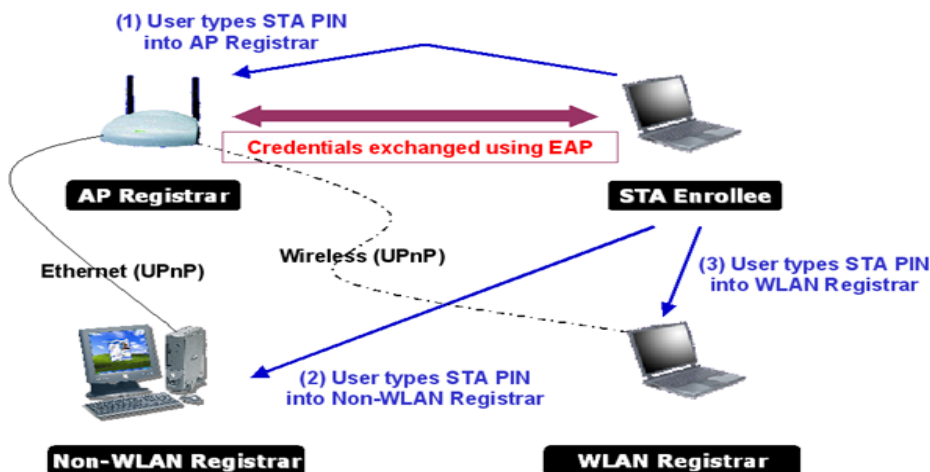 (1) User types STA PIN
into AP Registrar
Credentials exchanged using EAP
AP Registrar
STA Enrollee
Ethernet (UPnP)
Wireless (UPnP)
(3) User types STA PIN
into WLAN Registrar
(2) User types STA PIN
into Non-WLAN Registrar
Non-WLAN Registrar
WLAN Registrar